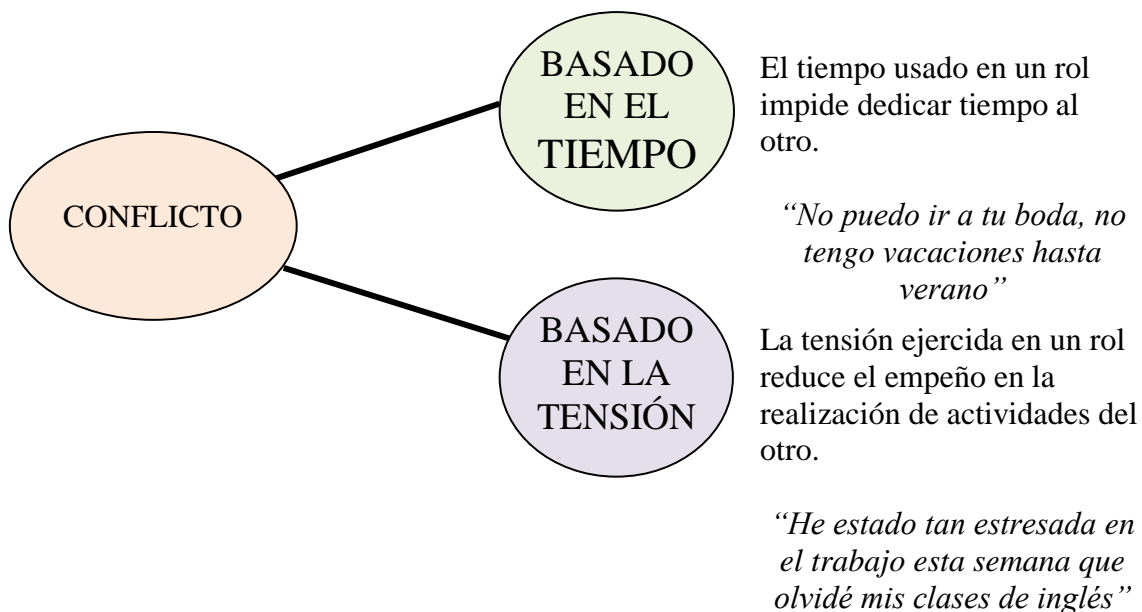 CONFLICTO
BASADO
EN EL
TIEMPO
El tiempo usado en un rol
impide dedicar tiempo al
otro.
“No puedo ir a tu boda, no
tengo vacaciones hasta
verano”
BASADO
EN LA
TENSIÓN
La tensión ejercida en un rol
reduce el empeño en la
realización de actividades del
otro.
“He estado tan estresada en
el trabajo esta semana que
olvidé mis clases de inglés”